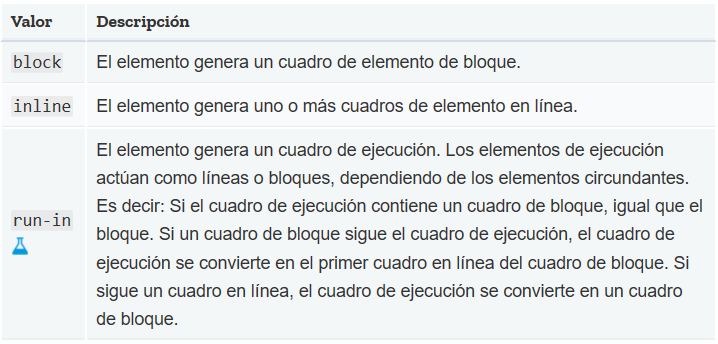 Valor Descripción
block El elemento genera un cuadro de elemento de bloque.
inline El elemento genera uno o más cuadros de elemento en línea.
El elemento genera un cuadro de ejecución. Los elementos de ejecución
actúan como líneas o bloques, dependiendo de los elementos circundantes.
Es decir: Si el cuadro de ejecución contiene un cuadro de bloque, igual que el
run-in bloque. Si un cuadro de bloque sigue el cuadro de ejecución, el cuadro de
ejecución se convierte en el primer cuadro en línea del cuadro de bloque. Si
sigue un cuadro en línea, el cuadro de ejecución se convierte en un cuadro
de bloque.